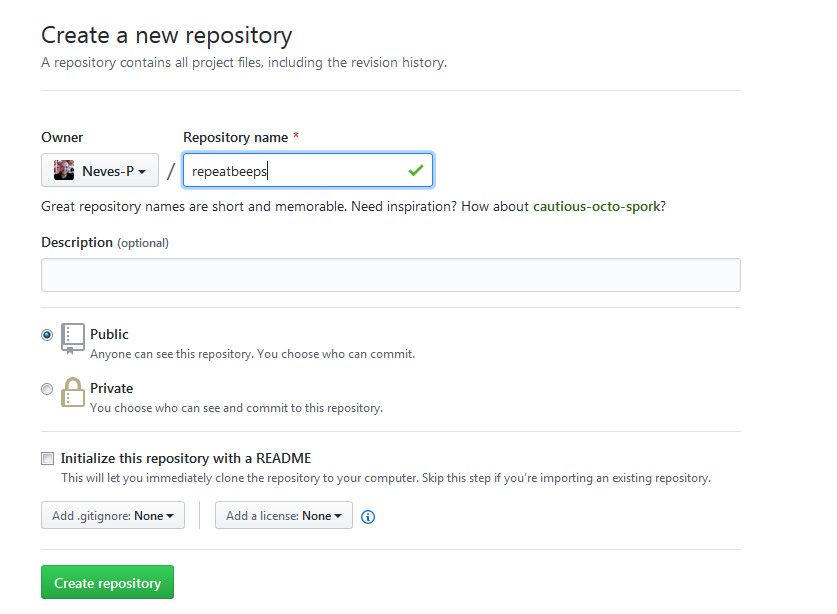 Create a new repository
A repository contains all project files, including the revision history.
Owner
Repository name *
Neves-P / repeatbeeps
Great repository names are short and memorable. Need inspiration? How about cautious-octo-spork?
Description (optional)
Public
Anyone can see this repository. You choose who can commit.
Private
You choose who can see and commit to this repository.
Initialize this repository with a README
This will let you immediately clone the repository to your computer. Skip this step if you’re importing an existing repository.
Add .gitignore: None
Add a license: None
Create repository